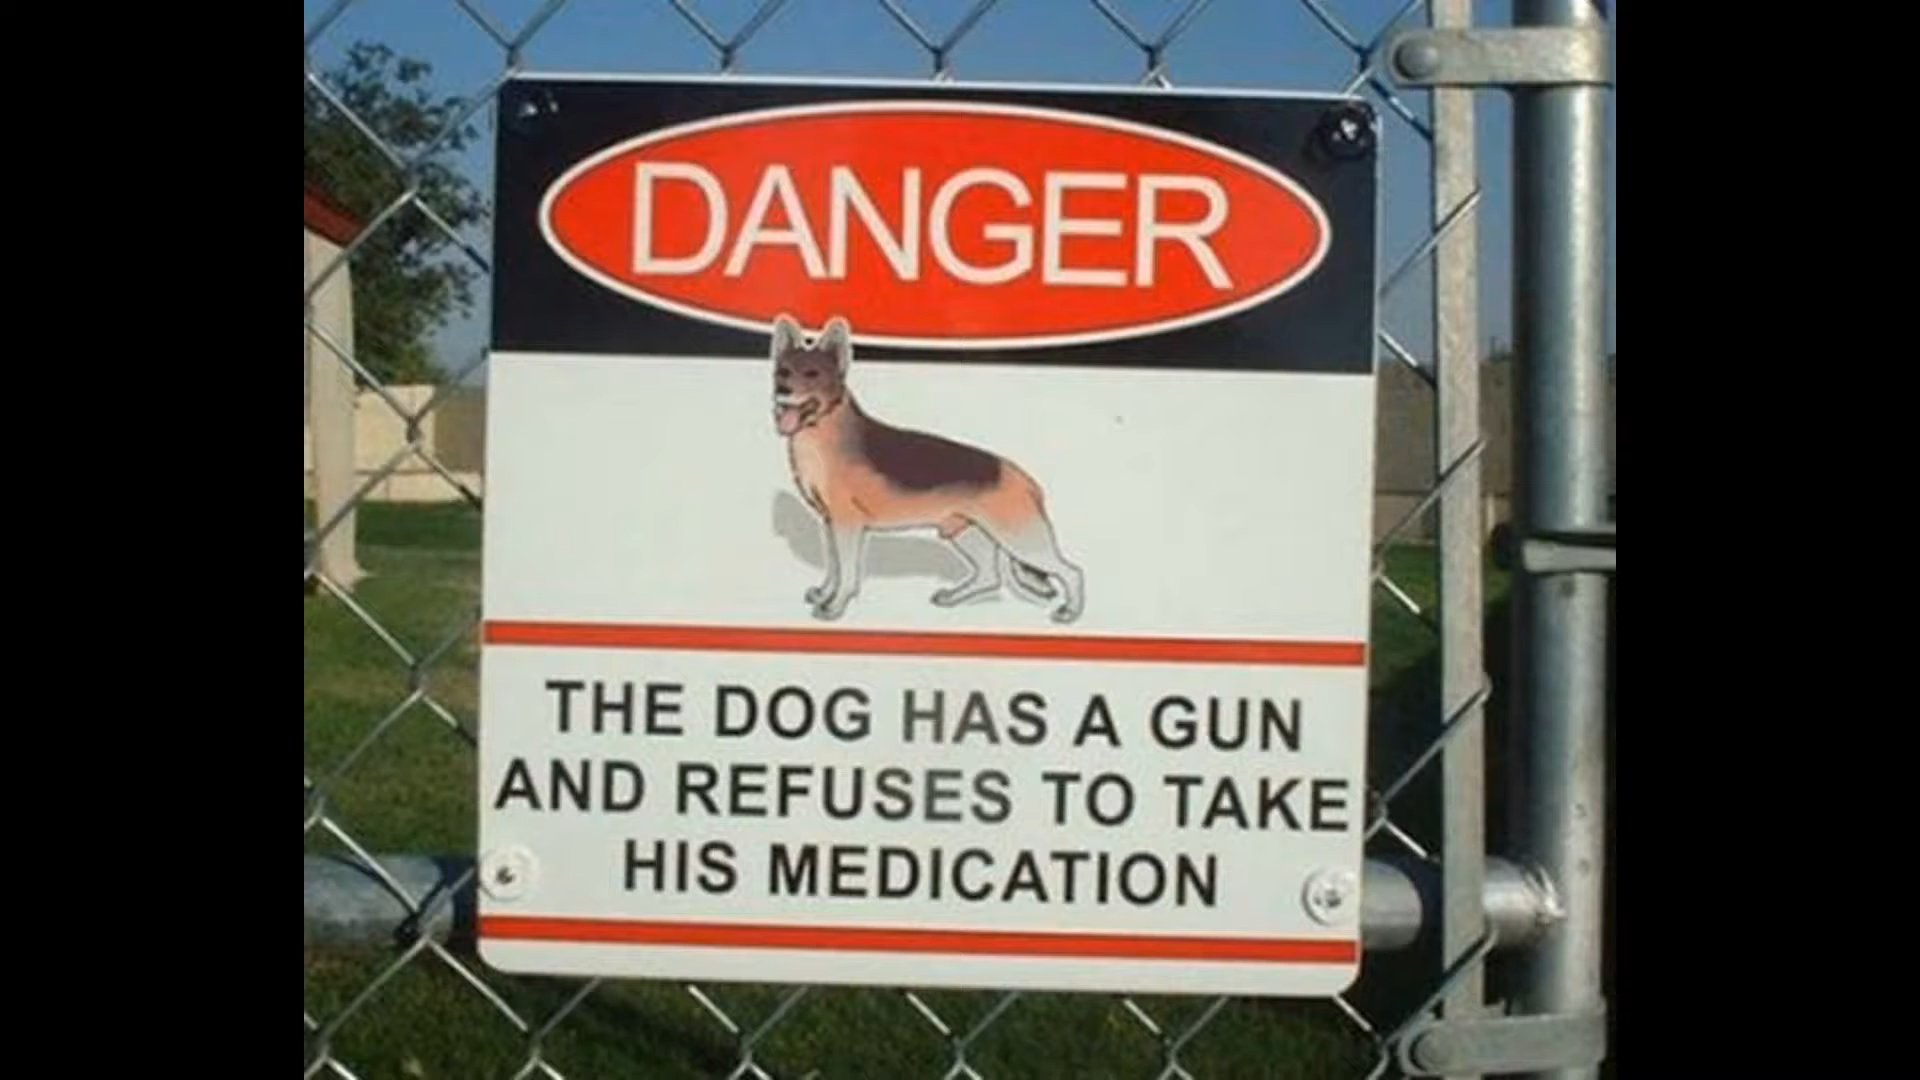 DANGER
THE DOG HAS A GUN
AND REFUSES TO TAKE
HIS MEDICATION